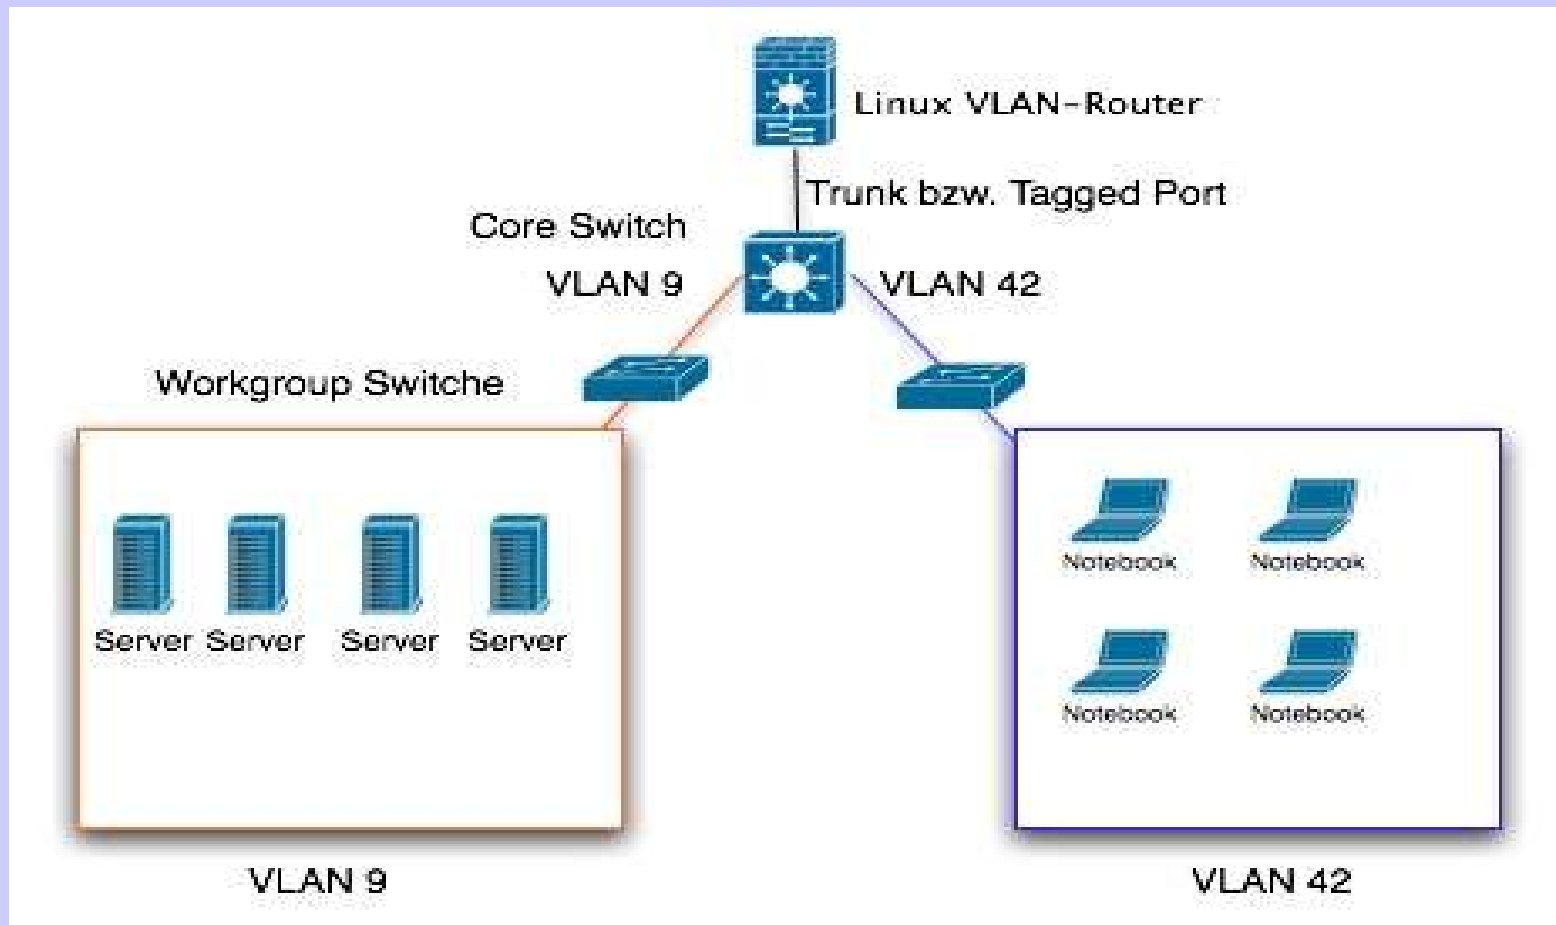 Linux VLAN-Router
Trunk bzw. Tagged Port
Core Switch
VLAN 9
VLAN 42
Workgroup Switche
Server Server Server Server
Notebook Notebook
Notebook Notebook
VLAN 9
VLAN 42